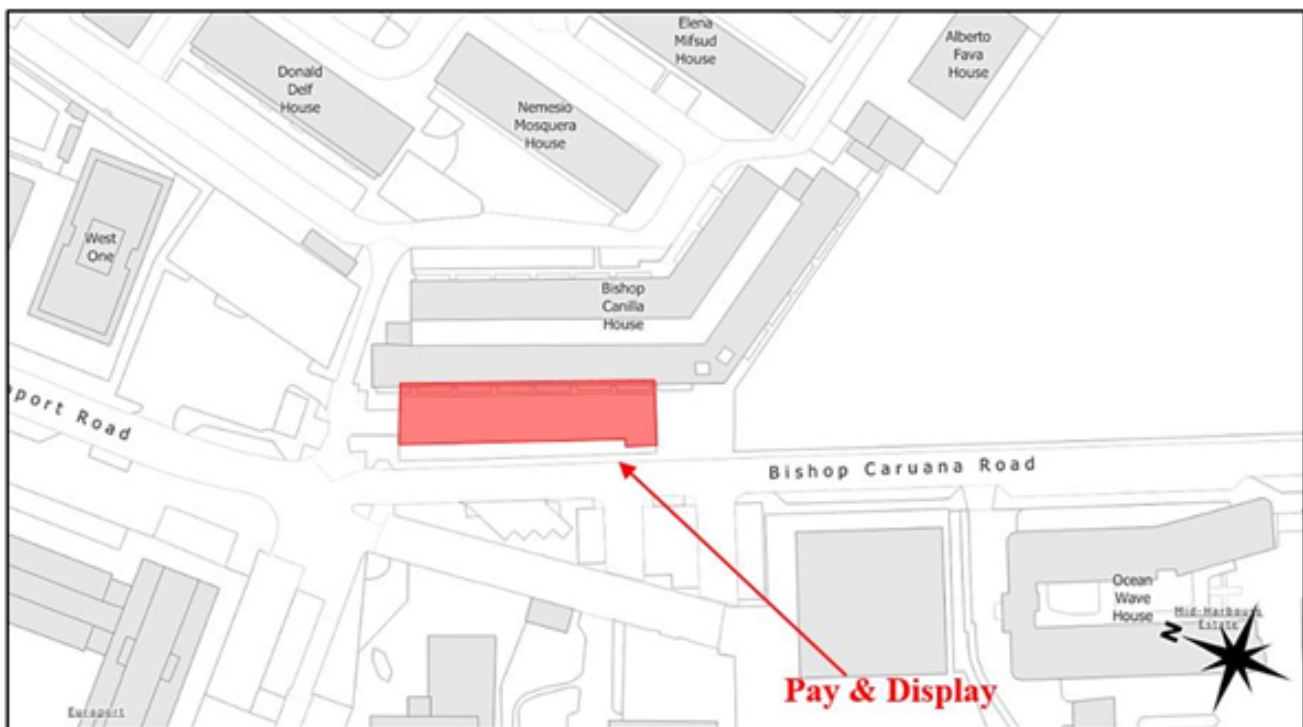 Elena
Mifsud
House
Alberto
Fava
House
Donald
Delf
House
Nemesio
Mosquera
House
West
One
Bishop
Canilla
House
port Road
Bishop Caruana Road
Ocean
Wave
House
Mid-Harbours
Estate
N
Pay & Display
Europort